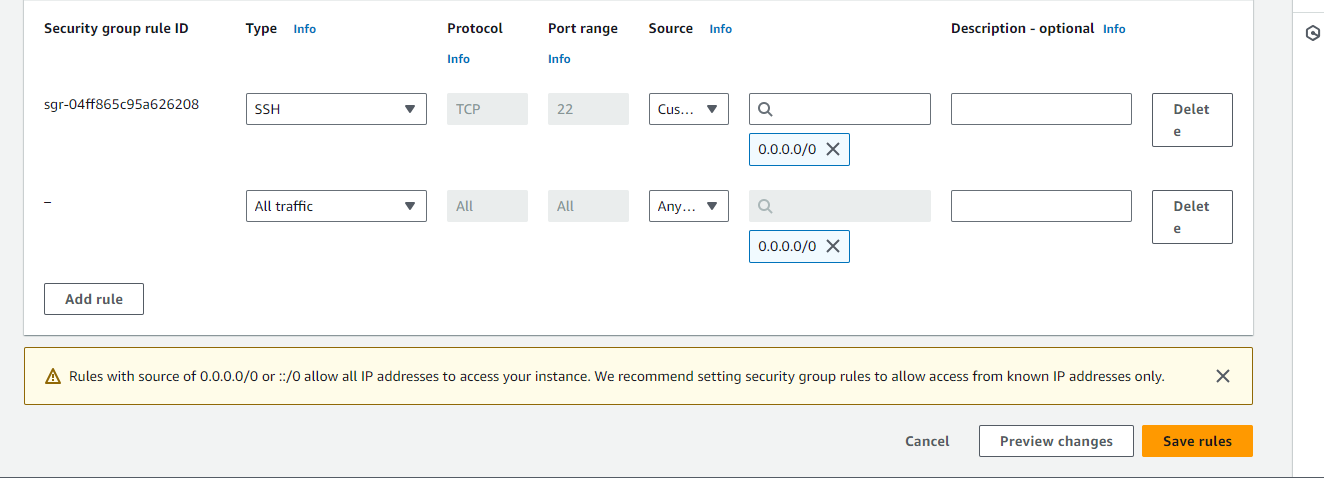 Security group rule ID Type Info Protocol Info Port range Info Source Info Description - optional Info
sgr-04ff865c95a626208 SSH TCP 22 Cus... Delete
0.0.0.0/0
– All traffic All All Any... Delete
0.0.0.0/0
Add rule
Rules with source of 0.0.0.0/0 or ::/0 allow all IP addresses to access your instance. We recommend setting security group rules to allow access from known IP addresses only.
Cancel Preview changes Save rules